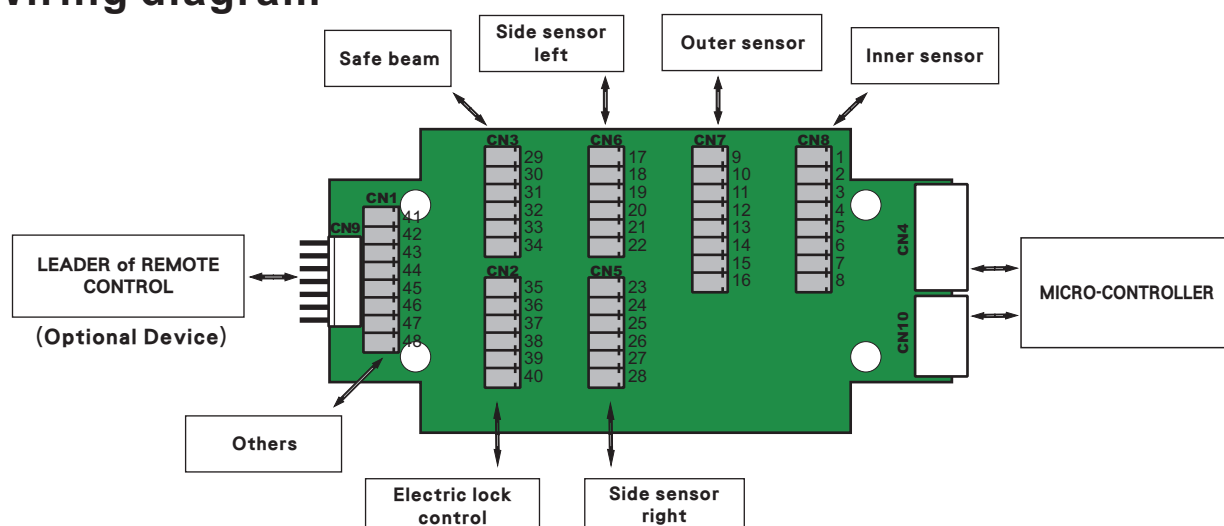 wiring diagram
Safe beam
Side sensor
left
Outer sensor
Inner sensor
CN3
29
30
31
32
33
34
CN6
17
18
19
20
21
22
CN7
9
10
11
12
13
14
15
16
CN8
1
2
3
4
5
6
7
8
CN1
41
42
43
44
45
46
47
48
CN9
CN2
35
36
37
38
39
40
CN5
23
24
25
26
27
28
CN4
CN10
LEADER of REMOTE
CONTROL
(Optional Device)
MICRO-CONTROLLER
Others
Electric lock
control
Side sensor
right